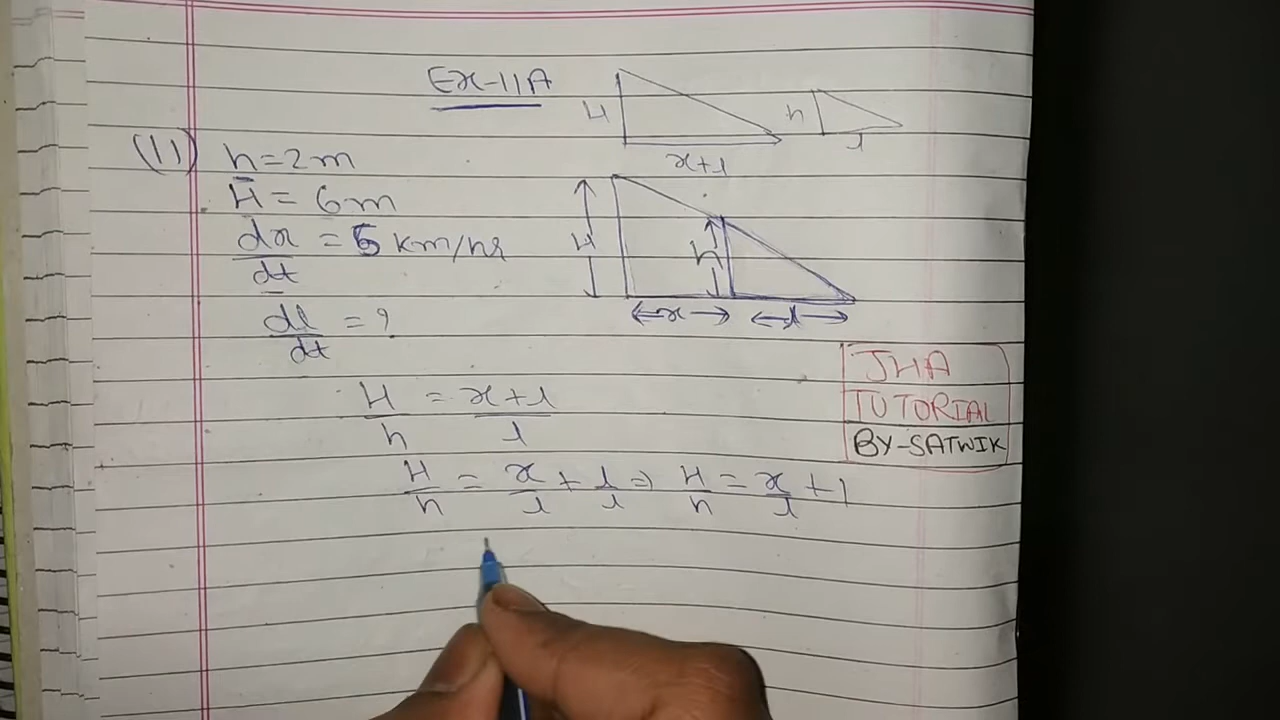 Ex-11A
H
x+l
h
l
(11) h=2m
H = 6m
dx/dt = 5 km/hr
dl/dt = ?
H
h
x
l
H/h = x+l/l
H/h = x/l + l/l ⇒ H/h = x/l + 1
JHA
TUTORIAL
BY-SATWIK